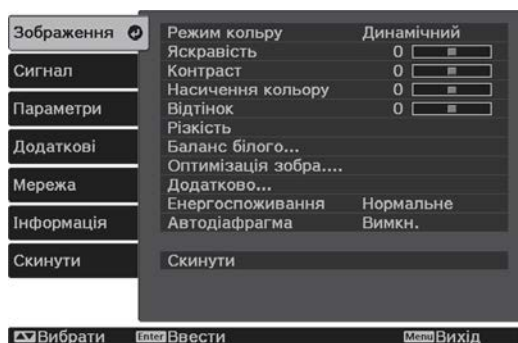 Зображення
Сигнал
Параметри
Додаткові
Мережа
Інформація
Скинути
Режим кольру Динамічний
Яскравість 0
Контраст 0
Насичення кольору 0
Відтінок 0
Різкість
Баланс білого...
Оптимізація зобра....
Додатково...
Енергоспоживання Нормальне
Автодіафрагма Вимкн.
Скинути
Вибрати Enter Ввести Menu Вихід